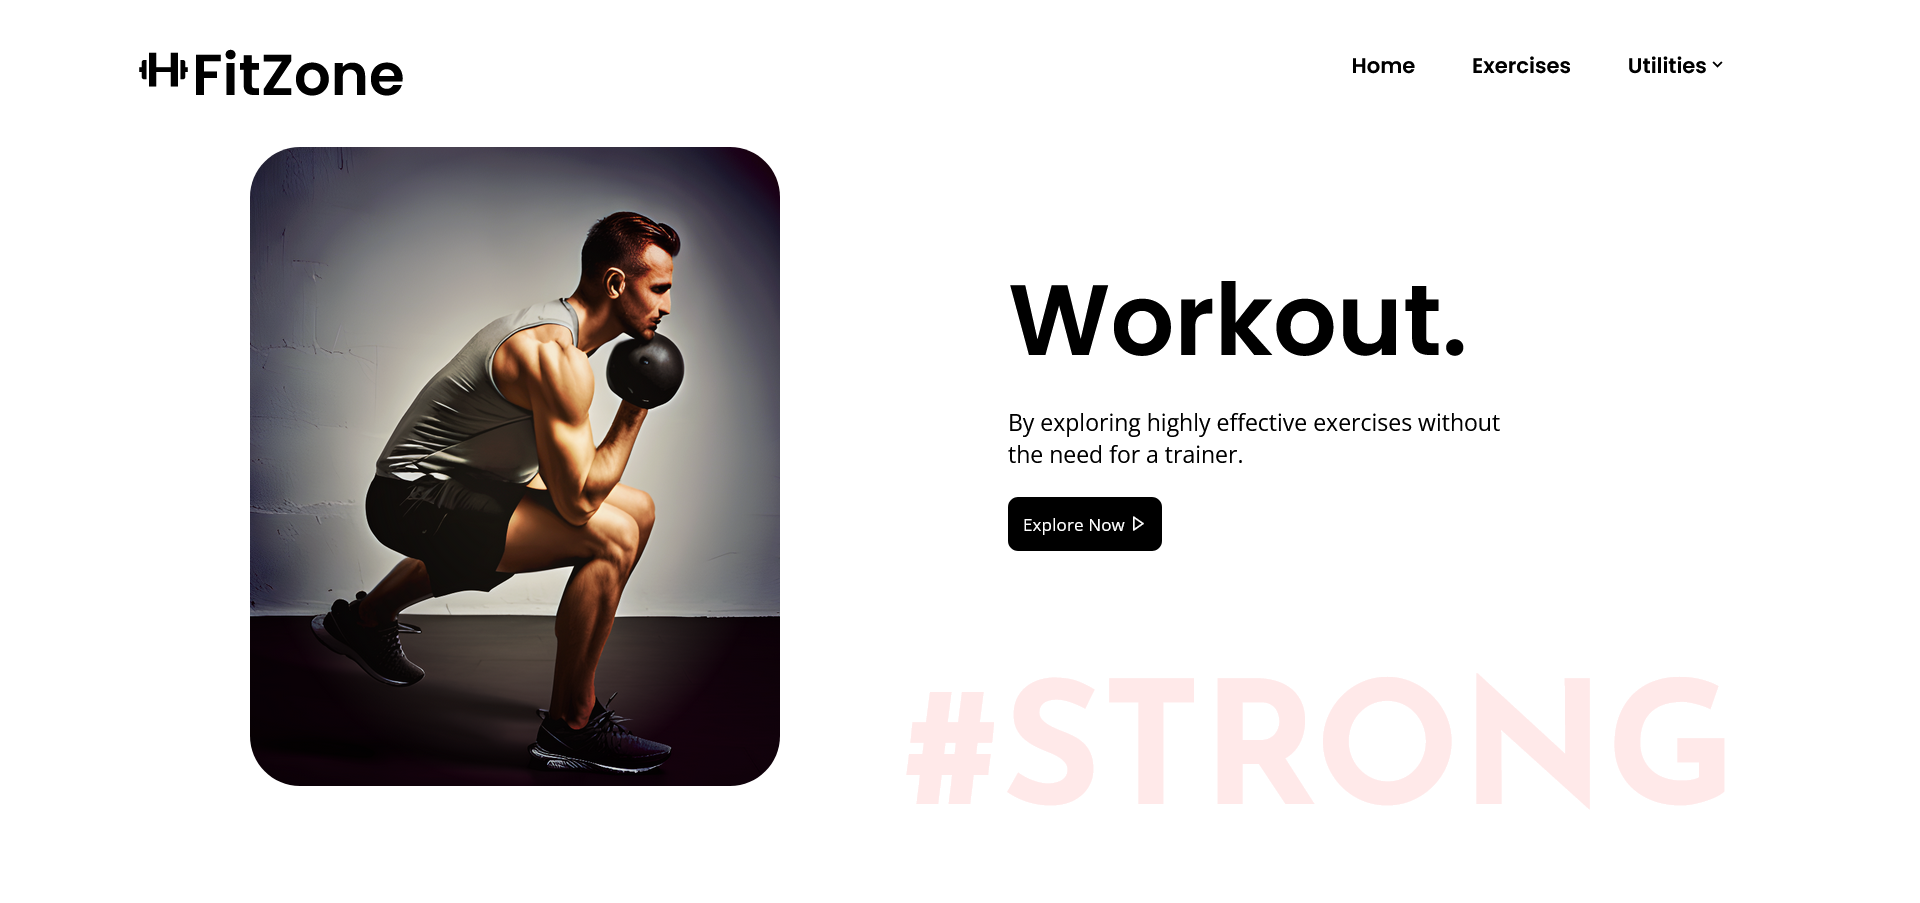 FitZone
Home Exercises Utilities
Workout.
By exploring highly effective exercises without
the need for a trainer.
Explore Now
#STRONG